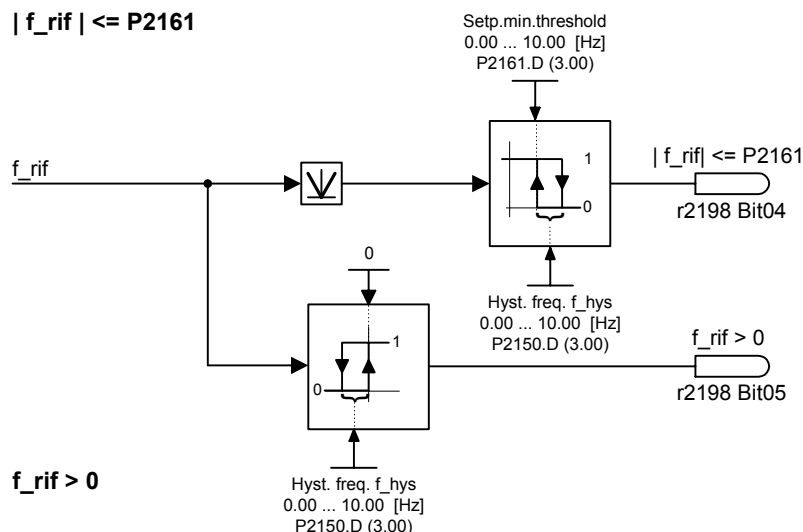 | f_rif | <= P2161
Setp.min.threshold
0.00 ... 10.00 [Hz]
P2161.D (3.00)
f_rif
1
0
| f_rif| <= P2161
r2198 Bit04
Hyst. freq. f_hys
0.00 ... 10.00 [Hz]
P2150.D (3.00)
0
1
0
f_rif > 0
r2198 Bit05
f_rif > 0
Hyst. freq. f_hys
0.00 ... 10.00 [Hz]
P2150.D (3.00)